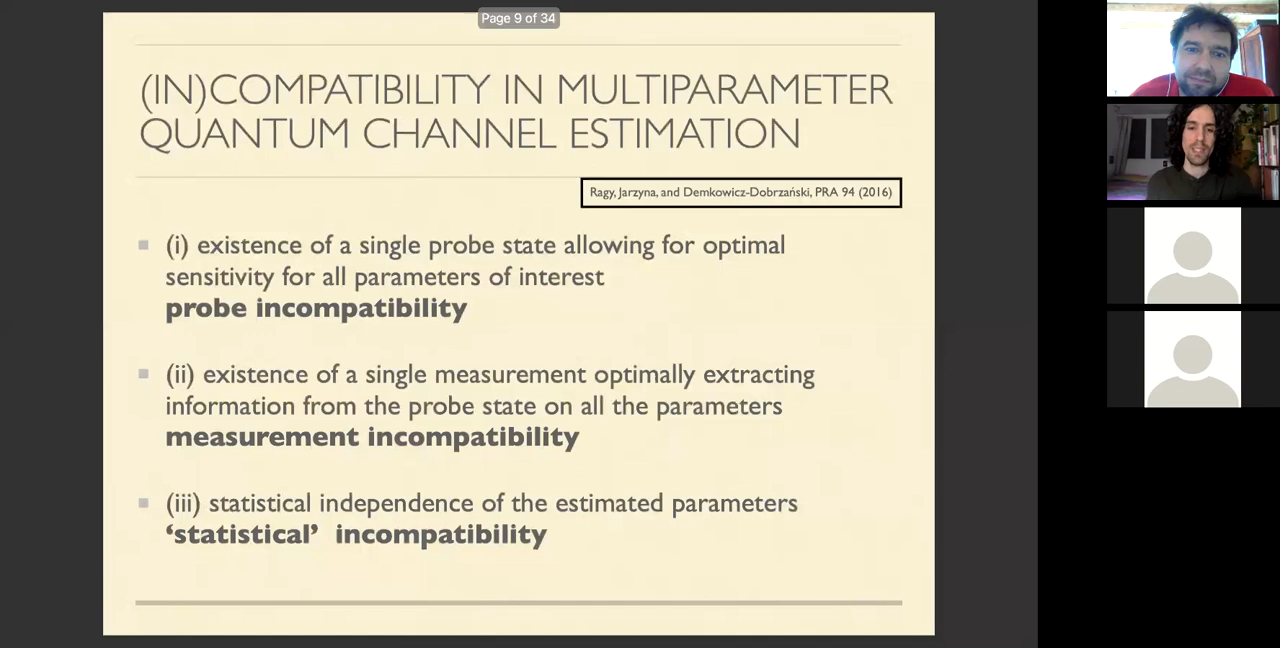 Page 9 of 34
(IN)COMPATIBILITY IN MULTIPARAMETER
QUANTUM CHANNEL ESTIMATION
Ragy, Jarzyna, and Demkowicz-Dobrzański, PRA 94 (2016)
(i) existence of a single probe state allowing for optimal
sensitivity for all parameters of interest
probe incompatibility
(ii) existence of a single measurement optimally extracting
information from the probe state on all the parameters
measurement incompatibility
(iii) statistical independence of the estimated parameters
‘statistical’ incompatibility